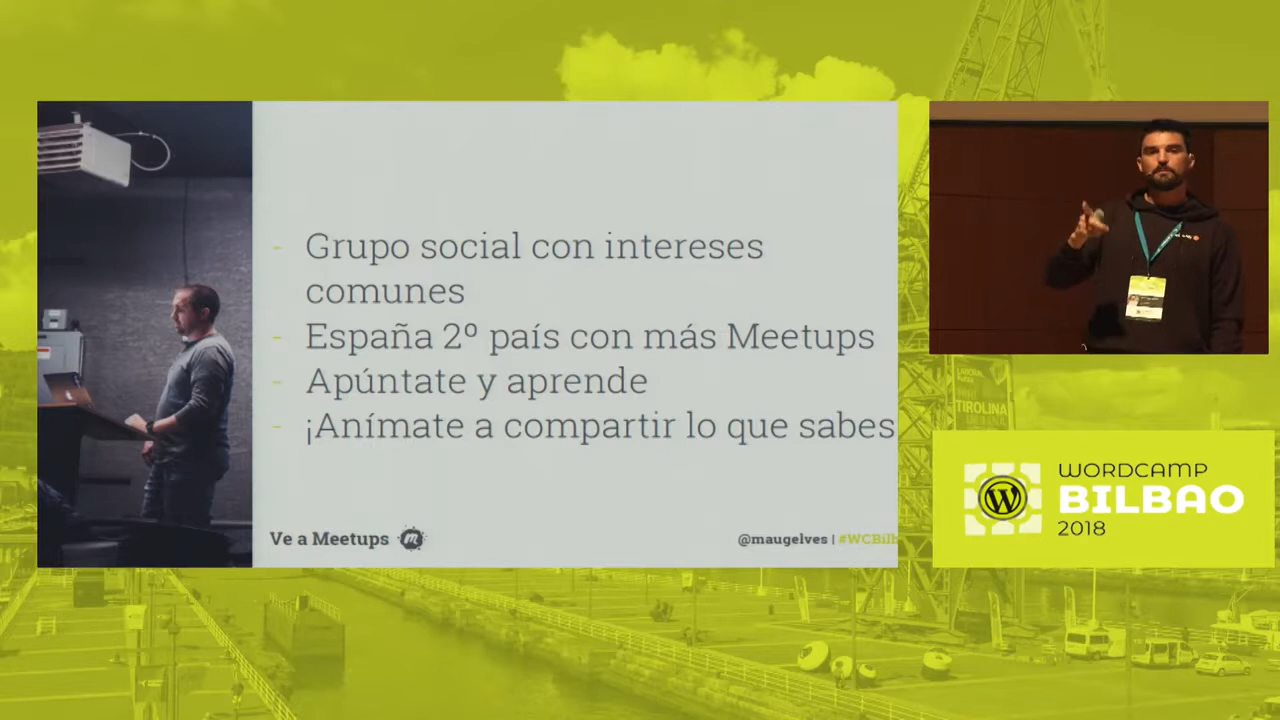 - Grupo social con intereses
comunes
- España 2º país con más Meetups
- Apúntate y aprende
- ¡Anímate a compartir lo que sabes
Ve a Meetups
@maugelves | #WCBilb
TIROLINA
WORDCAMP
BILBAO
2018